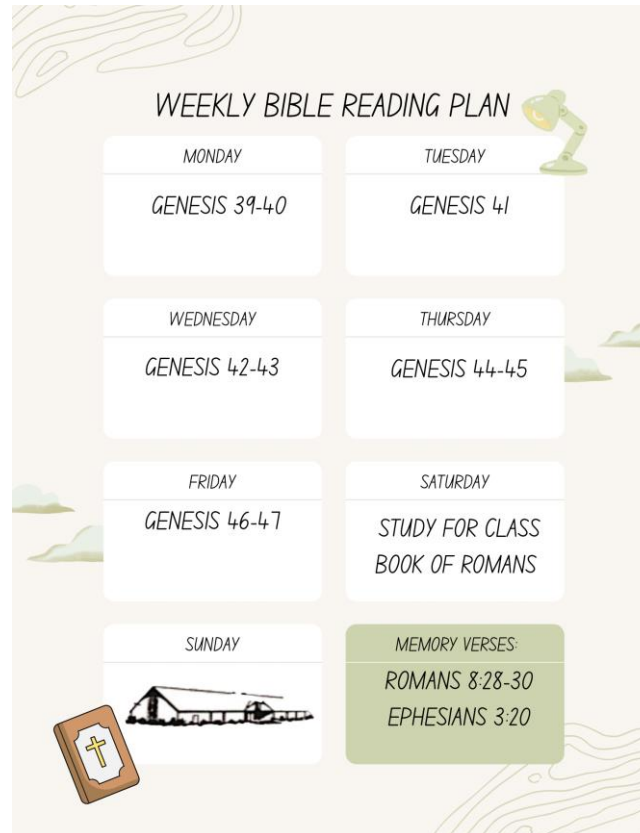 WEEKLY BIBLE READING PLAN
MONDAY
GENESIS 39-40
TUESDAY
GENESIS 41
WEDNESDAY
GENESIS 42-43
THURSDAY
GENESIS 44-45
FRIDAY
GENESIS 46-47
SATURDAY
STUDY FOR CLASS
BOOK OF ROMANS
SUNDAY
MEMORY VERSES:
ROMANS 8:28-30
EPHESIANS 3:20